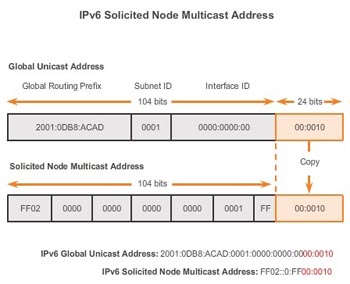 IPv6 Solicited Node Multicast Address
Global Unicast Address
Global Routing Prefix Subnet ID Interface ID
104 bits 24 bits
2001:0DB8:ACAD 0001 0000:0000:00 00:0010
Solicited Node Multicast Address Copy
104 bits
FF02 0000 0000 0000 0000 0001 FF 00:0010
IPv6 Global Unicast Address: 2001:0DB8:ACAD:0001:0000:0000:0000:0010
IPv6 Solicited Node Multicast Address: FF02::0:FF00:0010